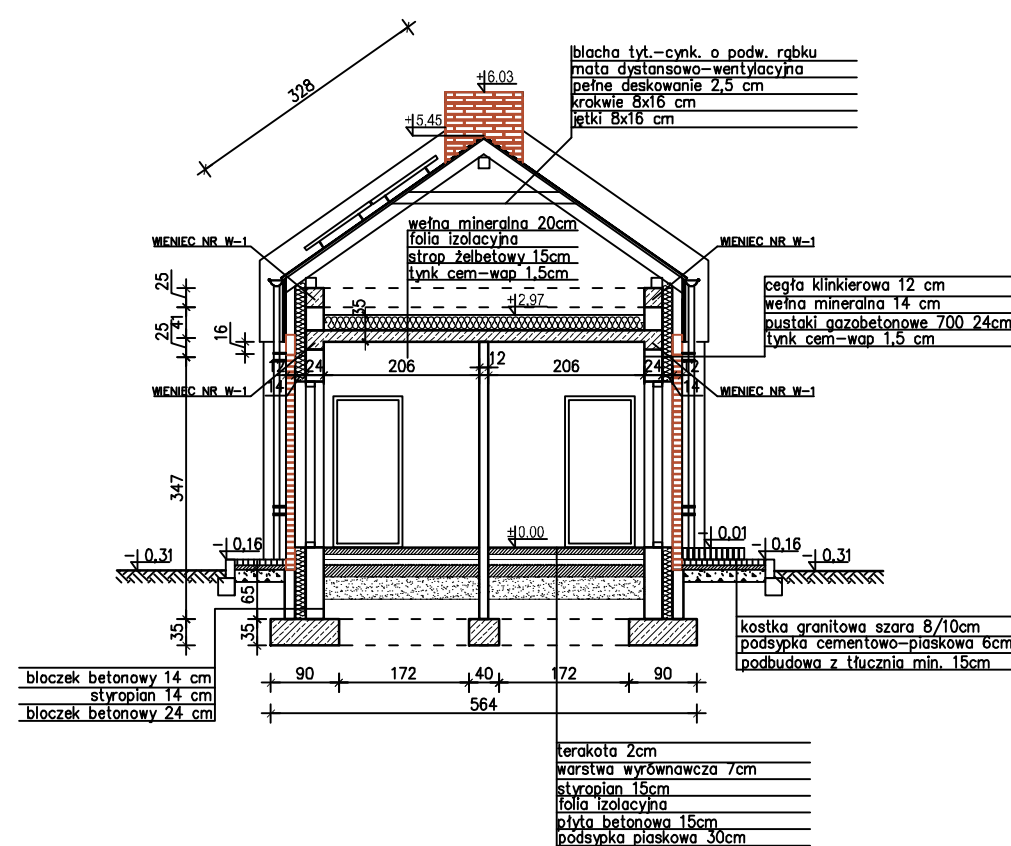 328
+6.03
+5,45
blacha tyt.-cynk. o podw. rąbku
mata dystansowo-wentylacyjna
pełne deskowanie 2,5 cm
krokwie 8x16 cm
jętki 8x16 cm
wełna mineralna 20cm
folia izolacyjna
strop żelbetowy 15cm
tynk cem-wap 1,5cm
WIENIEC NR W-1
WIENIEC NR W-1
cegła klinkierowa 12 cm
wełna mineralna 14 cm
pustaki gazobetonowe 700 24cm
tynk cem-wap 1,5 cm
25
41
25
16
35
+2,97
12
24
206
12
206
24
12
14
14
WIENIEC NR W-1
WIENIEC NR W-1
347
±0.00
-0,31
-0,16
-0,01
-0,16
-0,31
65
35
35
kostka granitowa szara 8/10cm
podsypka cementowo-piaskowa 6cm
podbudowa z tłucznia min. 15cm
bloczek betonowy 14 cm
styropian 14 cm
bloczek betonowy 24 cm
90
172
40
172
90
564
terakota 2cm
warstwa wyrównawcza 7cm
styropian 15cm
folia izolacyjna
płyta betonowa 15cm
podsypka piaskowa 30cm